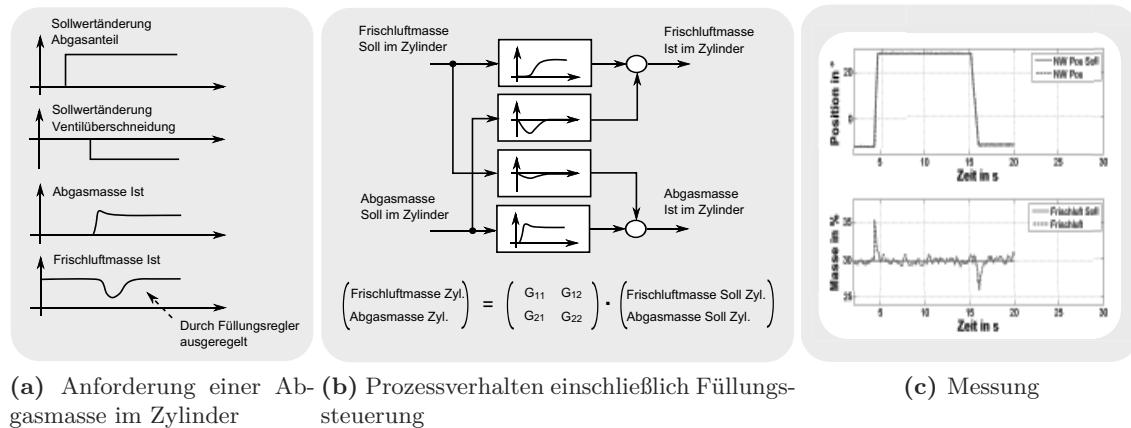 Sollwertänderung
Abgasanteil
Sollwertänderung
Ventilüberschneidung
Abgasmasse Ist
Frischluftmasse Ist
Durch Füllungsregler
ausgeregelt
Frischluftmasse
Soll im Zylinder
Frischluftmasse
Ist im Zylinder
Abgasmasse
Soll im Zylinder
Abgasmasse
Ist im Zylinder
(Frischluftmasse Zyl.) = (G11 G12) · (Frischluftmasse Soll Zyl.)
(Abgasmasse Zyl.) (G21 G22) (Abgasmasse Soll Zyl.)
Position in °
20
0
NW Pos Soll
NW Pos
5 10 15 20 25 30
Zeit in s
Masse in %
35
30
25
Frischluft Soll
Frischluft
5 10 15 20 25 30
Zeit in s
(a) Anforderung einer Ab-
gasmasse im Zylinder
(b) Prozessverhalten einschließlich Füllungs-
steuerung
(c) Messung